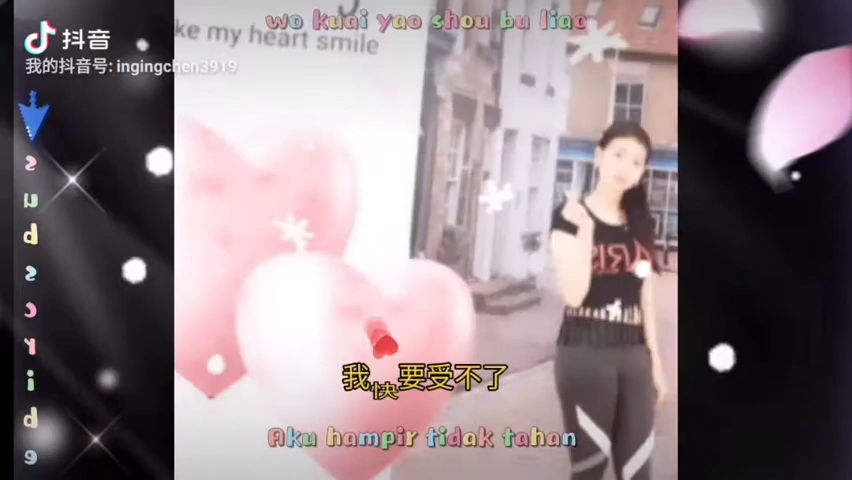 wo kuai yao shou bu liao
抖音
ke my heart smile
我的抖音号: ingingchen3919
subscribe
我快要受不了
Aku hampir tidak tahan